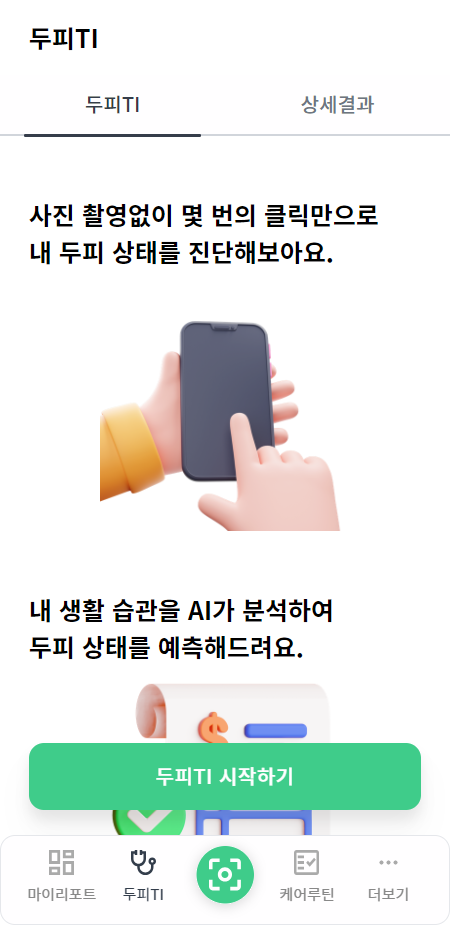 두피TI
두피TI
상세결과
사진 촬영없이 몇 번의 클릭만으로
내 두피 상태를 진단해보아요.
내 생활 습관을 AI가 분석하여
두피 상태를 예측해드려요.
$
두피TI 시작하기
마이리포트
두피TI
케어루틴
더보기